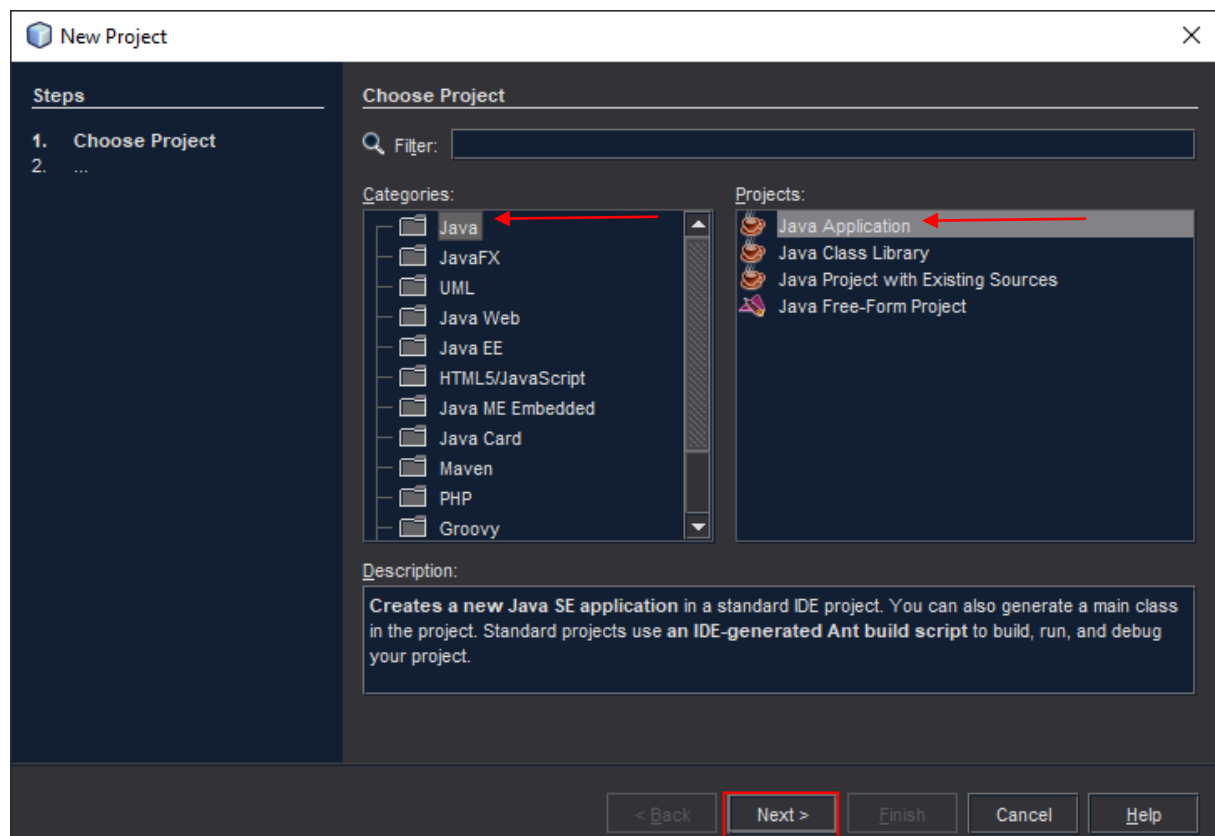 New Project
Steps
1. Choose Project
2. ...
Choose Project
Filter:
Categories:
Java
JavaFX
UML
Java Web
Java EE
HTML5/JavaScript
Java ME Embedded
Java Card
Maven
PHP
Groovy
Projects:
Java Application
Java Class Library
Java Project with Existing Sources
Java Free-Form Project
Description:
Creates a new Java SE application in a standard IDE project. You can also generate a main class
in the project. Standard projects use an IDE-generated Ant build script to build, run, and debug
your project.
< Back
Next >
Finish
Cancel
Help